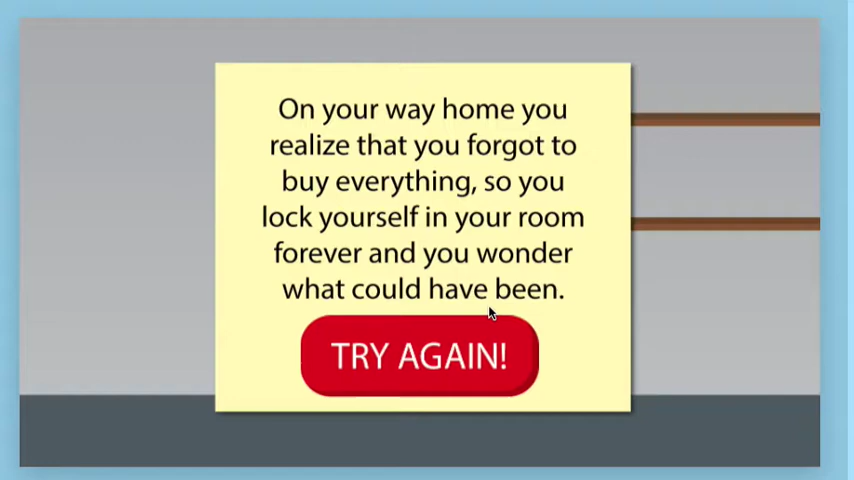 On your way home you
realize that you forgot to
buy everything, so you
lock yourself in your room
forever and you wonder
what could have been.
TRY AGAIN!